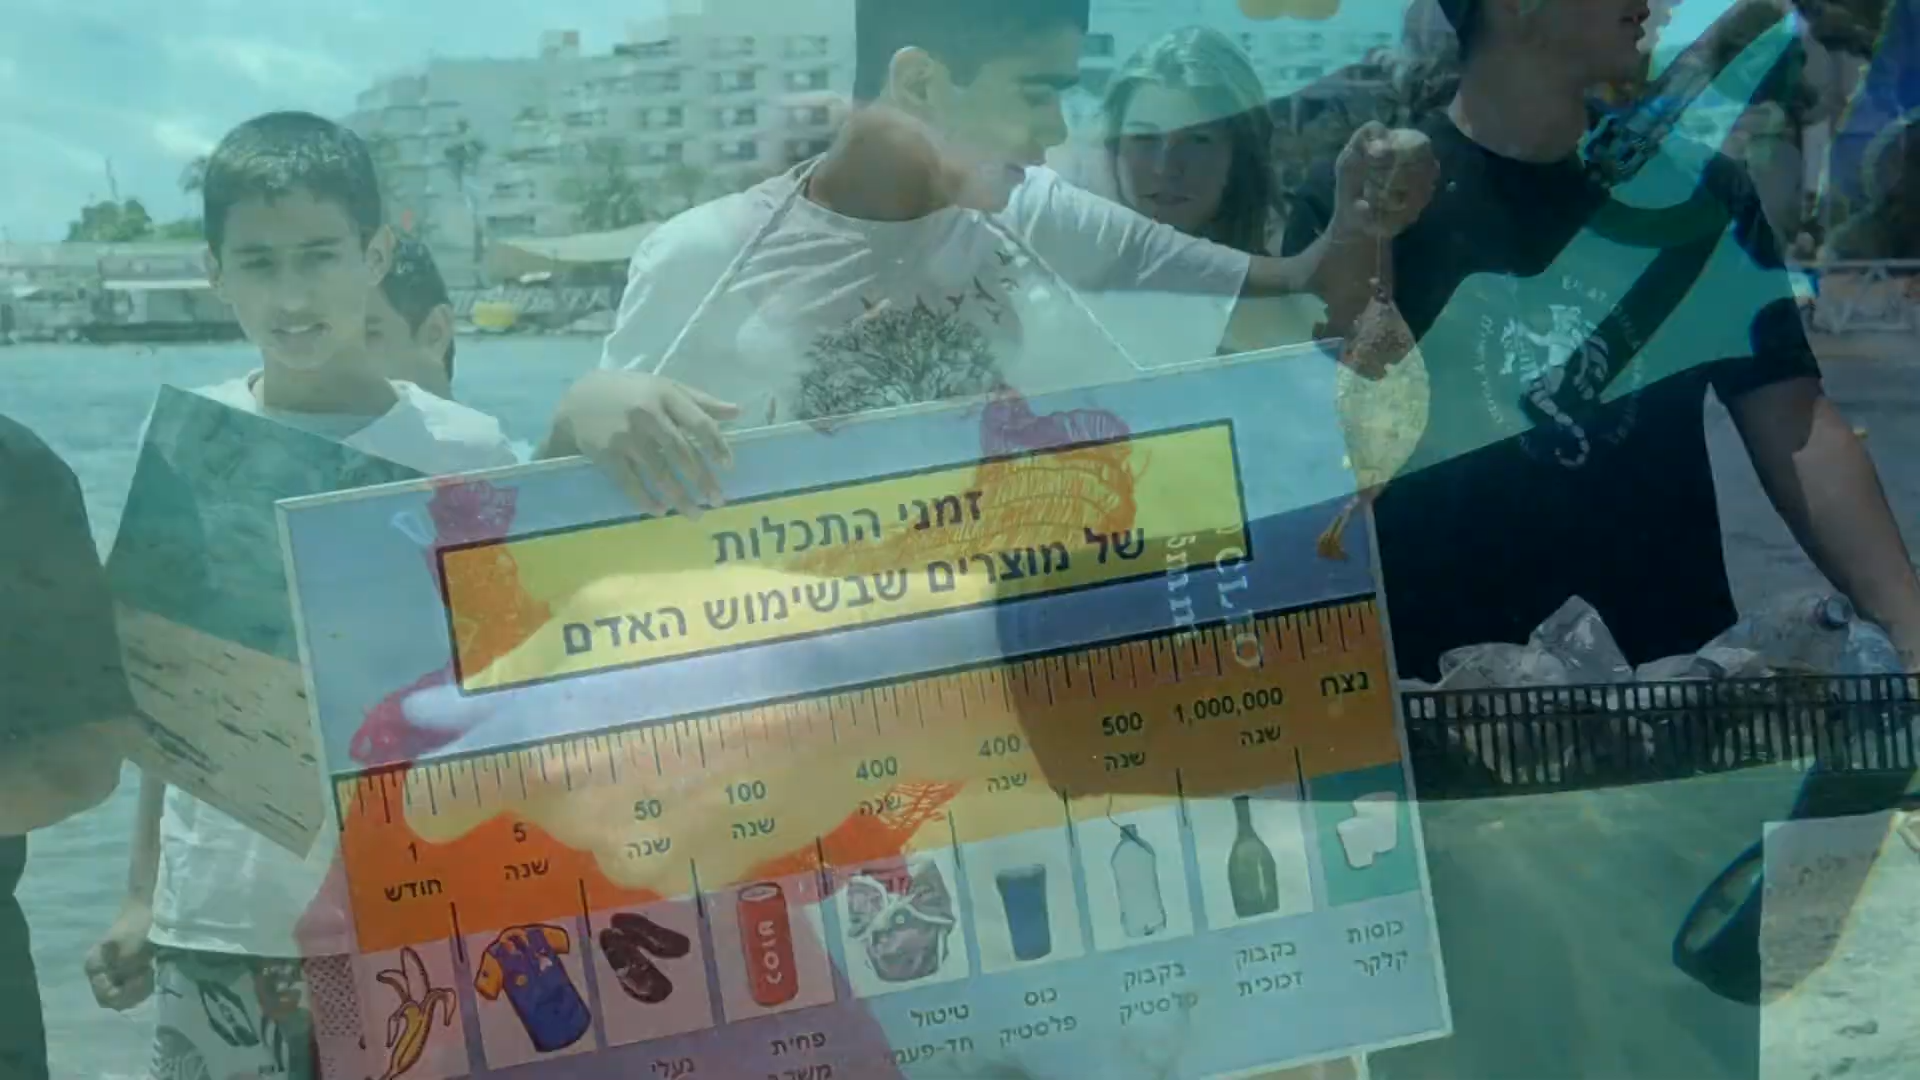 זמני התכלות
של מוצרים שבשימוש האדם
נצח
1,000,000
שנה
500
שנה
400
שנה
400
שנה
100
שנה
50
שנה
5
שנה
1
חודש
כוסות
קלקר
בקבוק
זכוכית
בקבוק
פלסטיק
כוס
פלסטיק
טיטול
חד-פעמי
פחית
נעלי